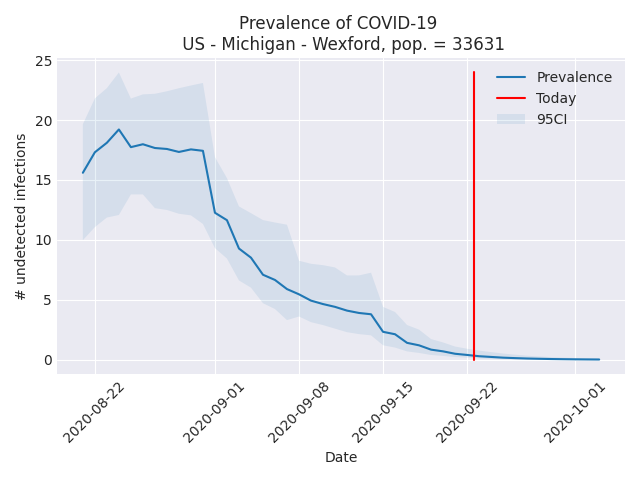 Prevalence of COVID-19
US - Michigan - Wexford, pop. = 33631
25
20
15
10
5
0
# undetected infections
Prevalence
Today
95CI
2020-08-22
2020-09-01
2020-09-08
2020-09-15
2020-09-22
2020-10-01
Date